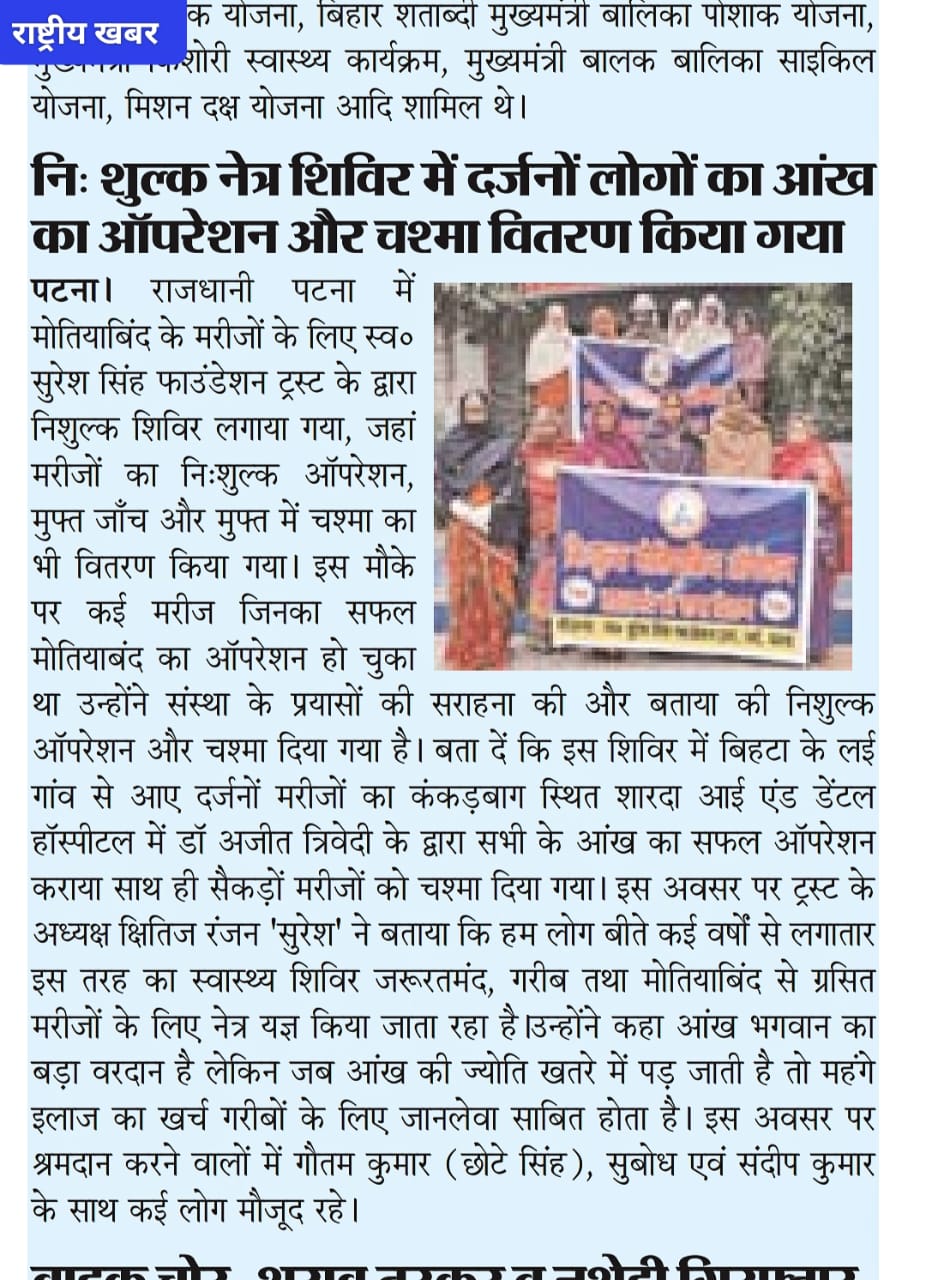 राष्ट्रीय खबर
क योजना, बिहार शताब्दी मुख्यमंत्री बालिका पोशाक योजना,
स्वास्थ्य कार्यक्रम, मुख्यमंत्री बालक बालिका साइकिल
योजना, मिशन दक्ष योजना आदि शामिल थे।
निः शुल्क नेत्र शिविर में दर्जनों लोगों का आंख
का ऑपरेशन और चश्मा वितरण किया गया
पटना। राजधानी पटना में
मोतियाबिंद के मरीजों के लिए स्व०
सुरेश सिंह फाउंडेशन ट्रस्ट के द्वारा
निशुल्क शिविर लगाया गया, जहां
मरीजों का निःशुल्क ऑपरेशन,
मुफ्त जाँच और मुफ्त में चश्मा का
भी वितरण किया गया। इस मौके
पर कई मरीज जिनका सफल
मोतियाबंद का ऑपरेशन हो चुका
था उन्होंने संस्था के प्रयासों की सराहना की और बताया की निशुल्क
ऑपरेशन और चश्मा दिया गया है। बता दें कि इस शिविर में बिहटा के लई
गांव से आए दर्जनों मरीजों का कंकड़बाग स्थित शारदा आई एंड डेंटल
हॉस्पीटल में डॉ अजीत त्रिवेदी के द्वारा सभी के आंख का सफल ऑपरेशन
कराया साथ ही सैकड़ों मरीजों को चश्मा दिया गया। इस अवसर पर ट्रस्ट के
अध्यक्ष क्षितिज रंजन 'सुरेश' ने बताया कि हम लोग बीते कई वर्षों से लगातार
इस तरह का स्वास्थ्य शिविर जरूरतमंद, गरीब तथा मोतियाबिंद से ग्रसित
मरीजों के लिए नेत्र यज्ञ किया जाता रहा है।उन्होंने कहा आंख भगवान का
बड़ा वरदान है लेकिन जब आंख की ज्योति खतरे में पड़ जाती है तो महंगे
इलाज का खर्च गरीबों के लिए जानलेवा साबित होता है। इस अवसर पर
श्रमदान करने वालों में गौतम कुमार (छोटे सिंह), सुबोध एवं संदीप कुमार
के साथ कई लोग मौजूद रहे।